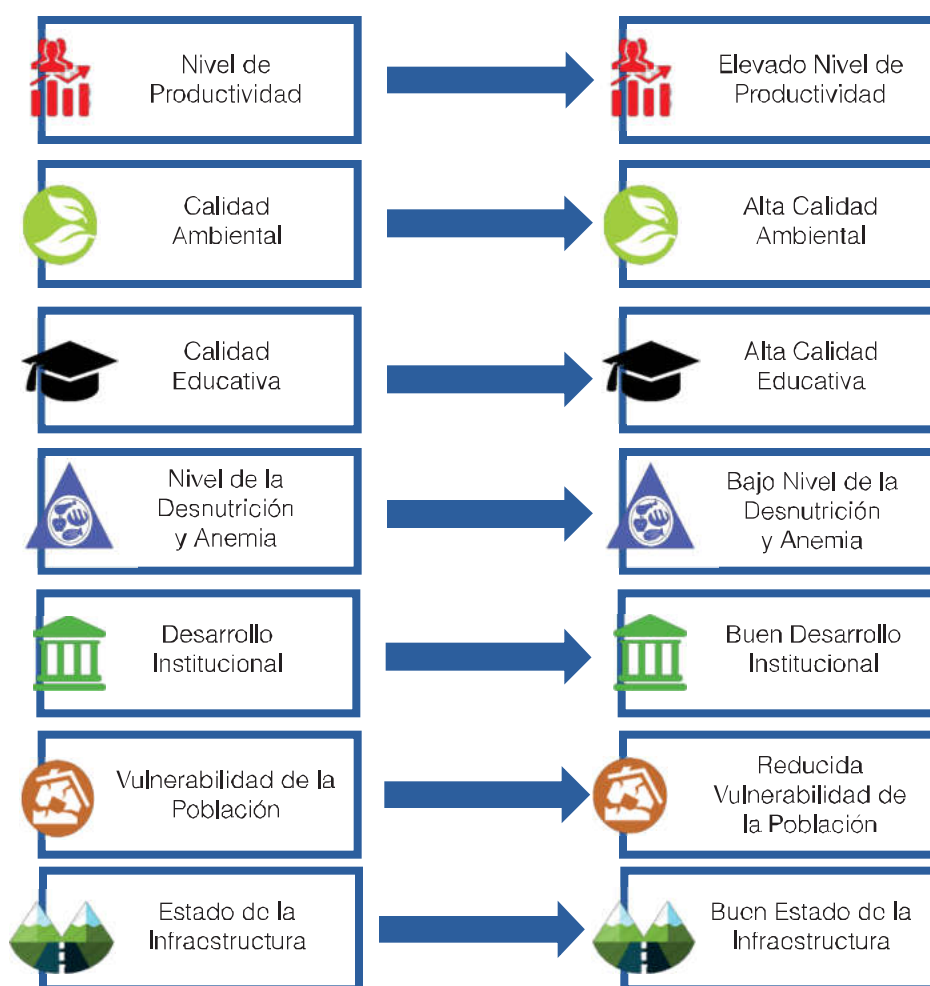 Nivel de
Productividad
Elevado Nivel de
Productividad
Calidad
Ambiental
Alta Calidad
Ambiental
Calidad
Educativa
Alta Calidad
Educativa
Nivel de la
Desnutrición
y Anemia
Bajo Nivel de la
Desnutrición
y Anemia
Desarrollo
Institucional
Buen Desarrollo
Institucional
Vulnerabilidad de la
Población
Reducida
Vulnerabilidad de
la Población
Estado de la
Infraestructura
Buen Estado de la
Infraestructura